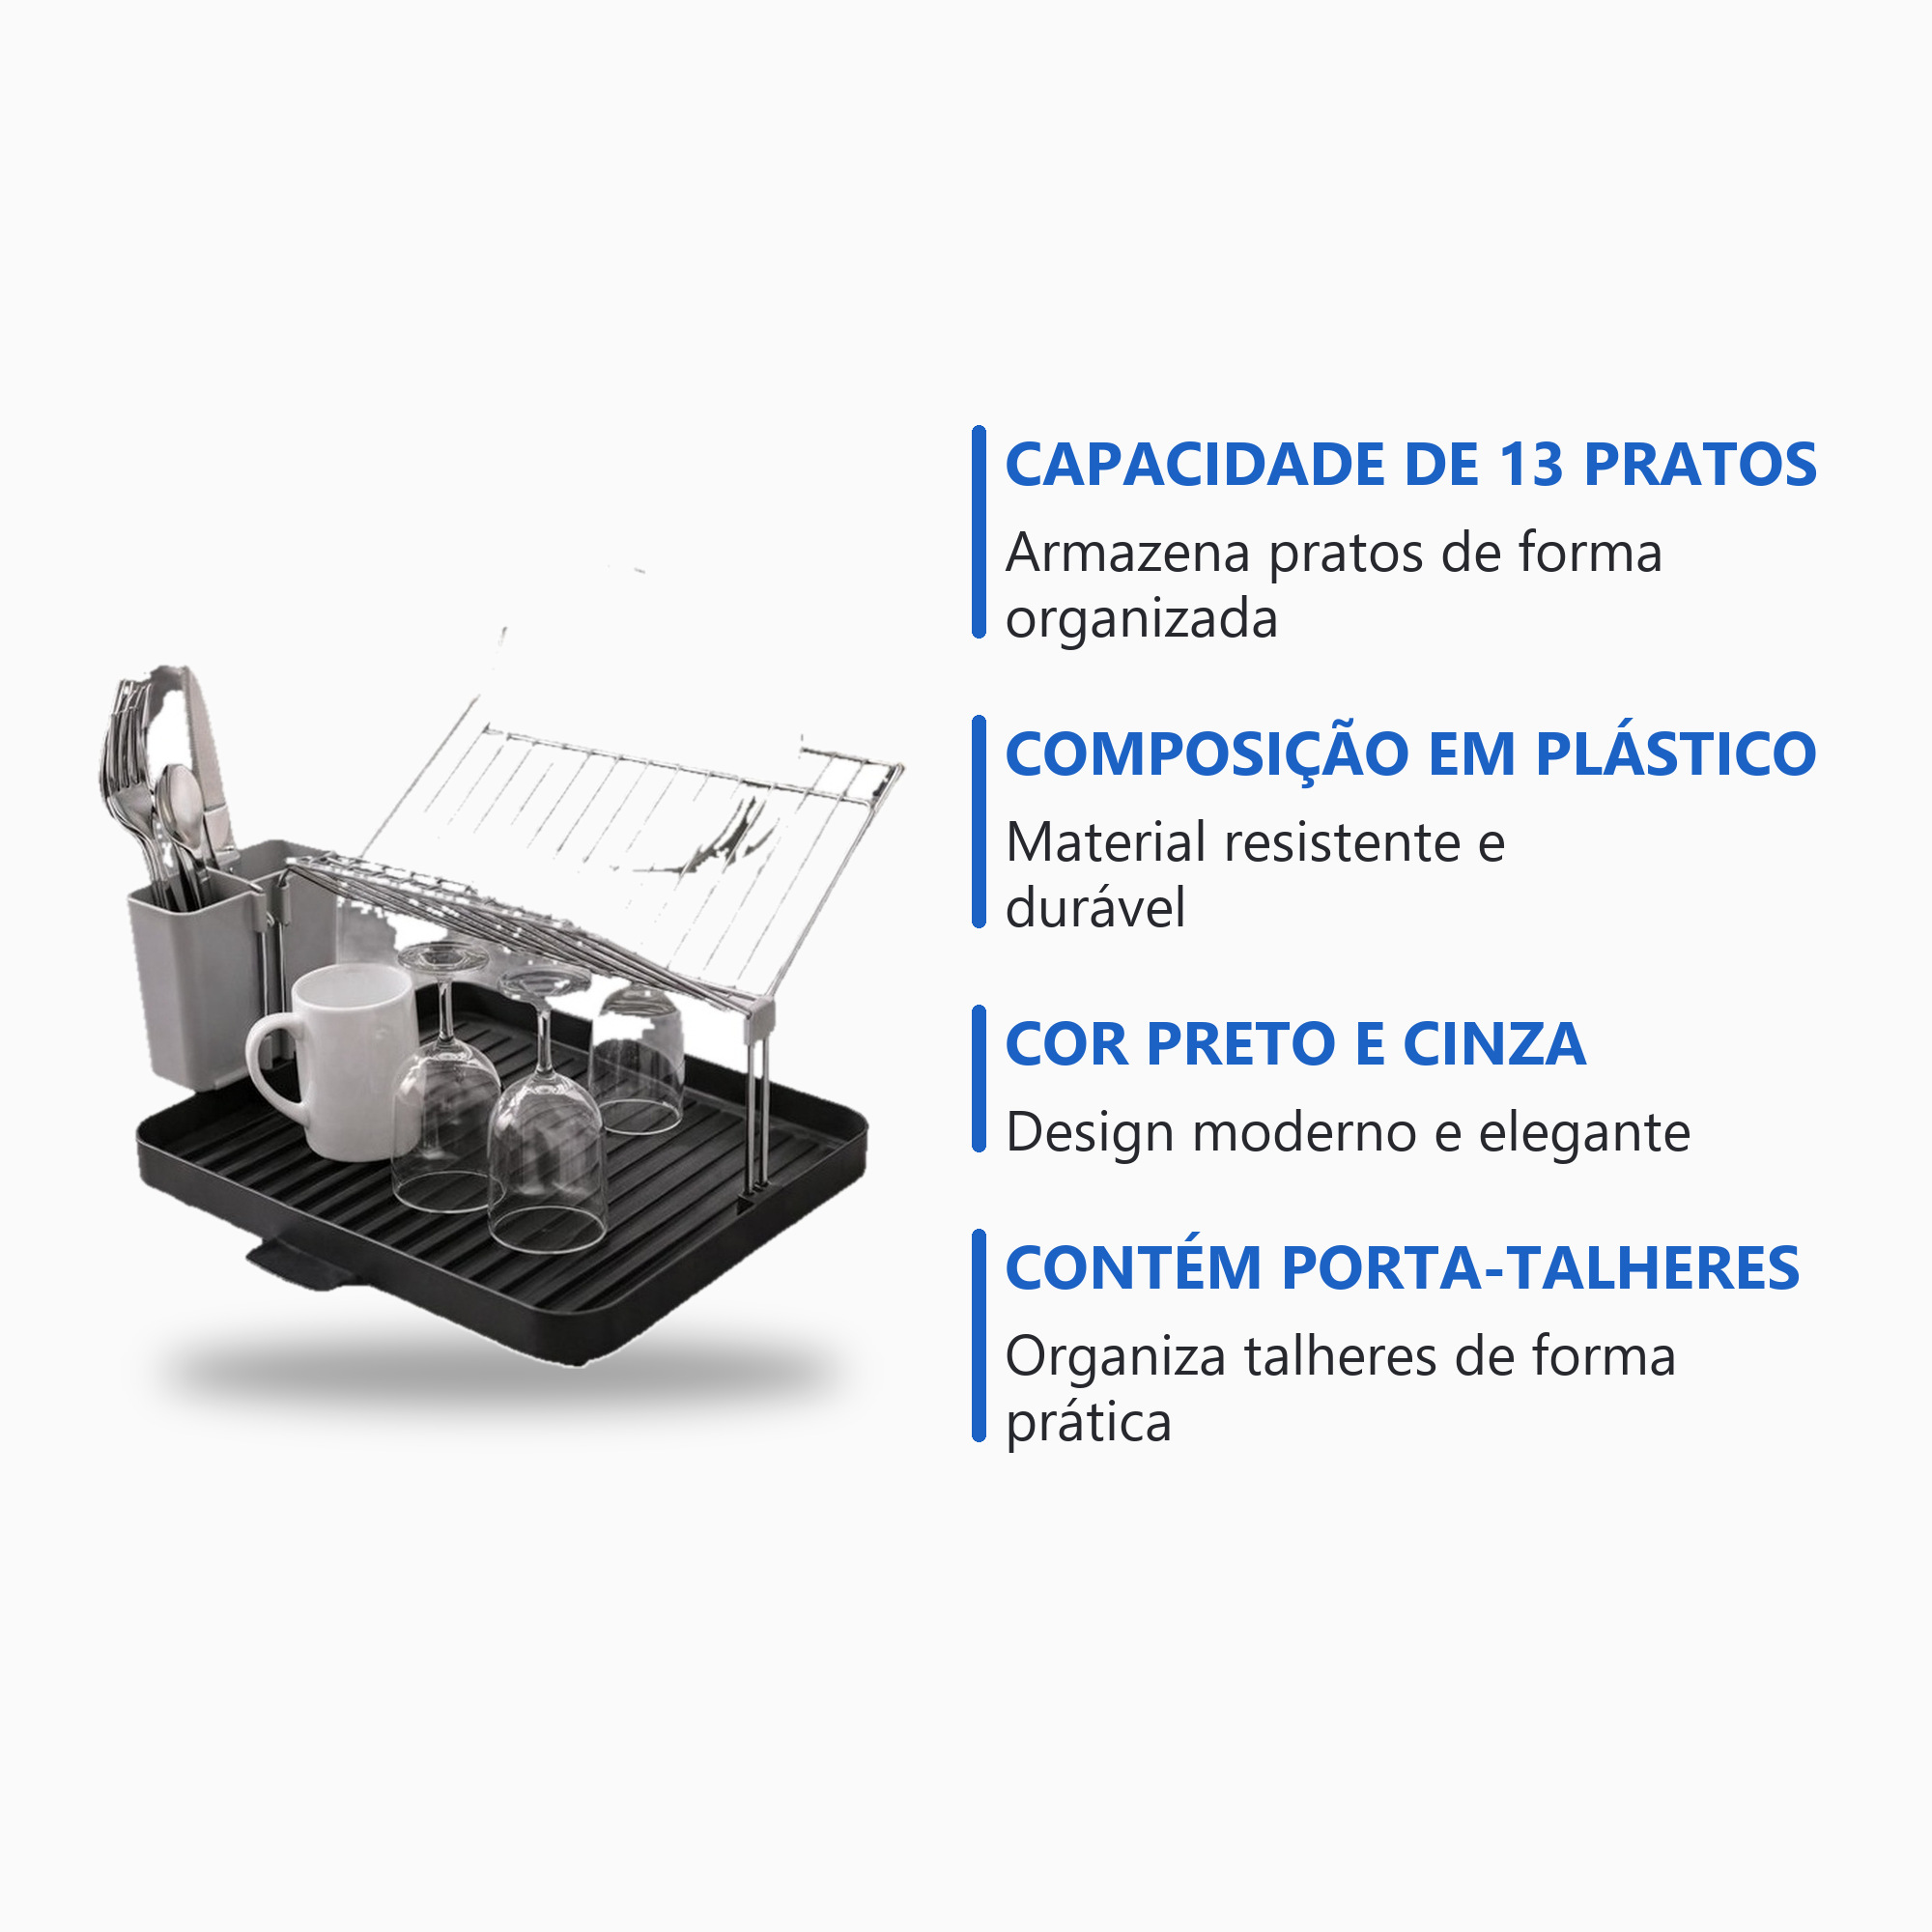 CAPACIDADE DE 13 PRATOS
Armazena pratos de forma
organizada
COMPOSIÇÃO EM PLÁSTICO
Material resistente e
durável
COR PRETO E CINZA
Design moderno e elegante
CONTÉM PORTA-TALHERES
Organiza talheres de forma
prática